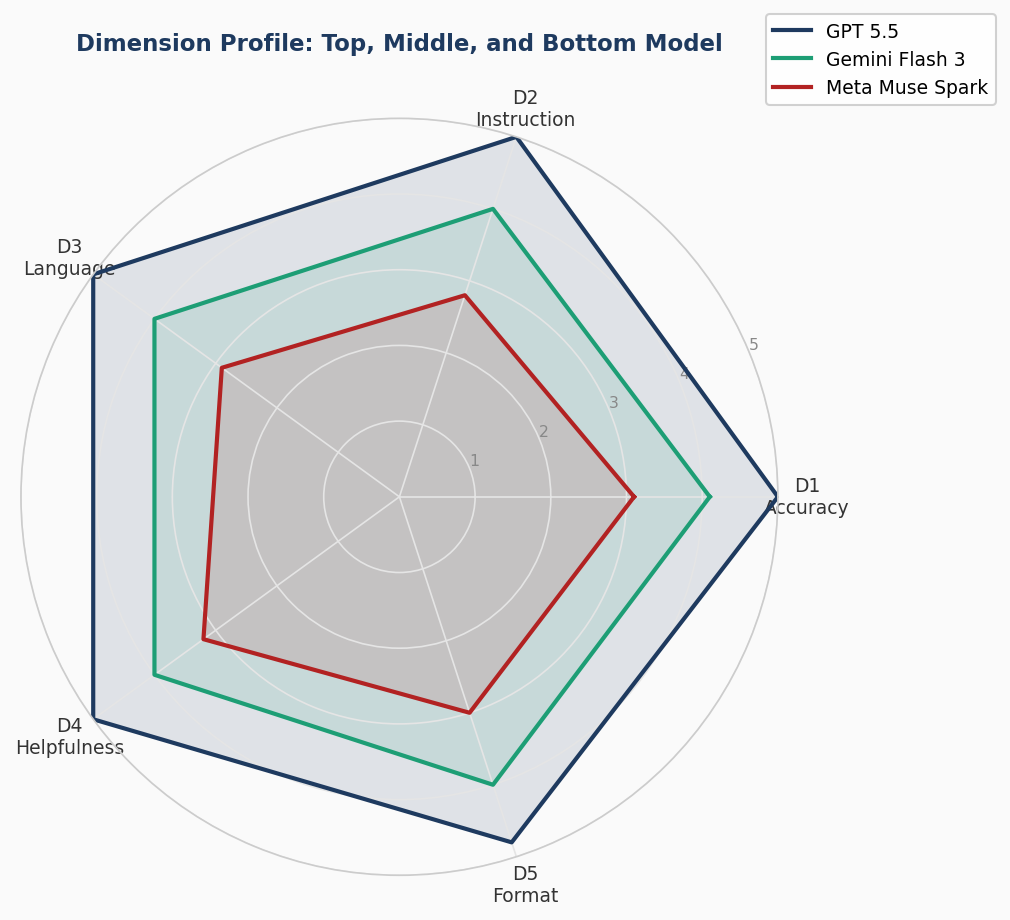 Dimension Profile: Top, Middle, and Bottom Model
GPT 5.5
Gemini Flash 3
Meta Muse Spark
D2
Instruction
D3
Language
5
4
3
2
1
D1
Accuracy
D4
Helpfulness
D5
Format